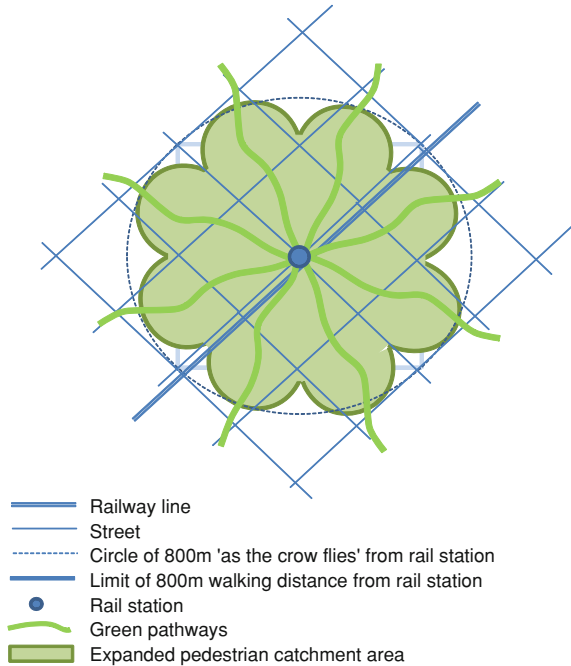 Railway line
Street
Circle of 800m 'as the crow flies' from rail station
Limit of 800m walking distance from rail station
Rail station
Green pathways
Expanded pedestrian catchment area